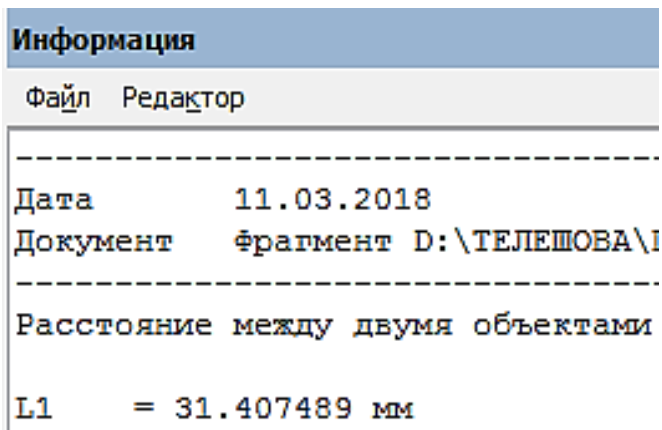 Информация
Файл Редактор
--------------------------------
Дата 11.03.2018
Документ Фрагмент D:\ТЕЛЕШОВА\
--------------------------------
Расстояние между двумя объектами
L1 = 31.407489 мм